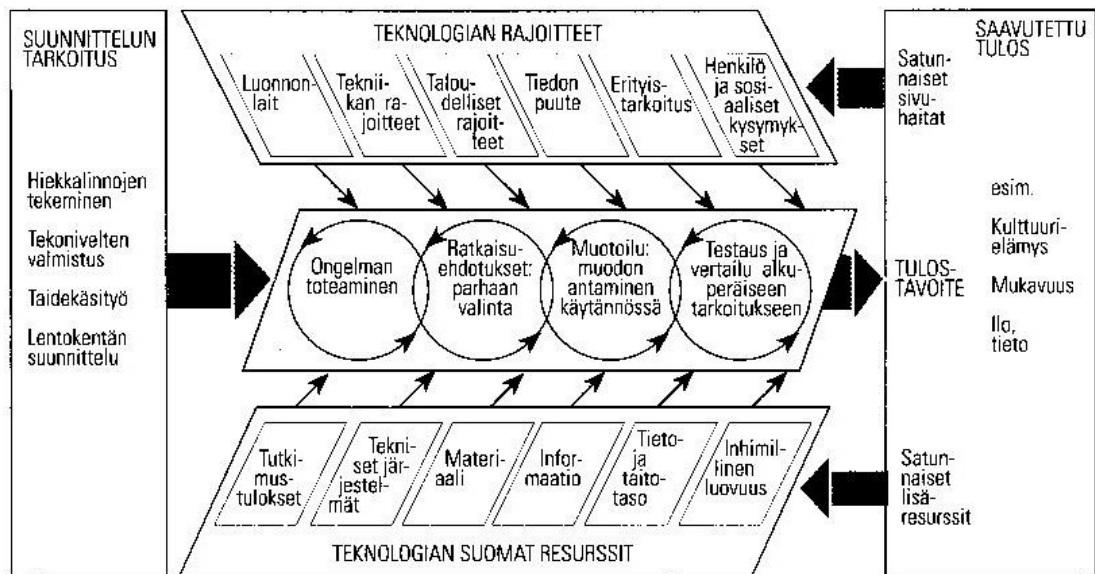 SUUNNITTELUN
TARKOITUS
Hiekkalinnojen
tekeminen
Tekonivelten
valmistus
Taidekäsityö
Lentokentän
suunnittelu
TEKNOLOGIAN RAJOITTEET
Luonnon-
lait
Teknii-
kan ra-
joitteet
Talou-
delliset
rajoit-
teet
Tiedon
puute
Erityis-
tarkoitus
Henkilö
ja sosi-
aaliset
kysymyk-
set
Ongelman
toteaminen
Ratkaisu-
ehdotukset:
parhaan
valinta
Muotoilu:
muodon
antaminen
käytännössä
Testaus ja
vertailu alku-
peräiseen
tarkoitukseen
Tutki-
mus-
tulokset
Tekni-
set jär-
jestel-
mät
Materi-
aali
Infor-
maatio
Tieto-
ja
taito-
taso
Inhimil-
linen
luovuus
TEKNOLOGIAN SUOMAT RESURSSIT
SAAVUTETTU
TULOS
Satun-
naiset
sivu-
haitat
TULOS-
TAVOITE
esim.
Kulttuuri-
elämys
Mukavuus
Ilo,
tieto
Satun-
naiset
lisä-
resurssit